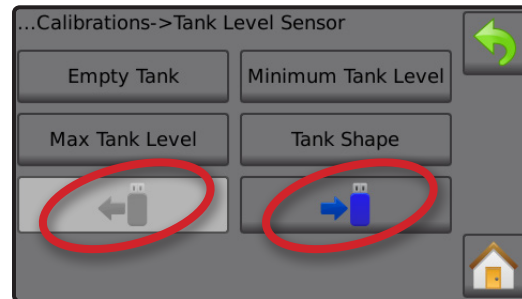 ...Calibrations->Tank Level Sensor
Empty Tank
Minimum Tank Level
Max Tank Level
Tank Shape